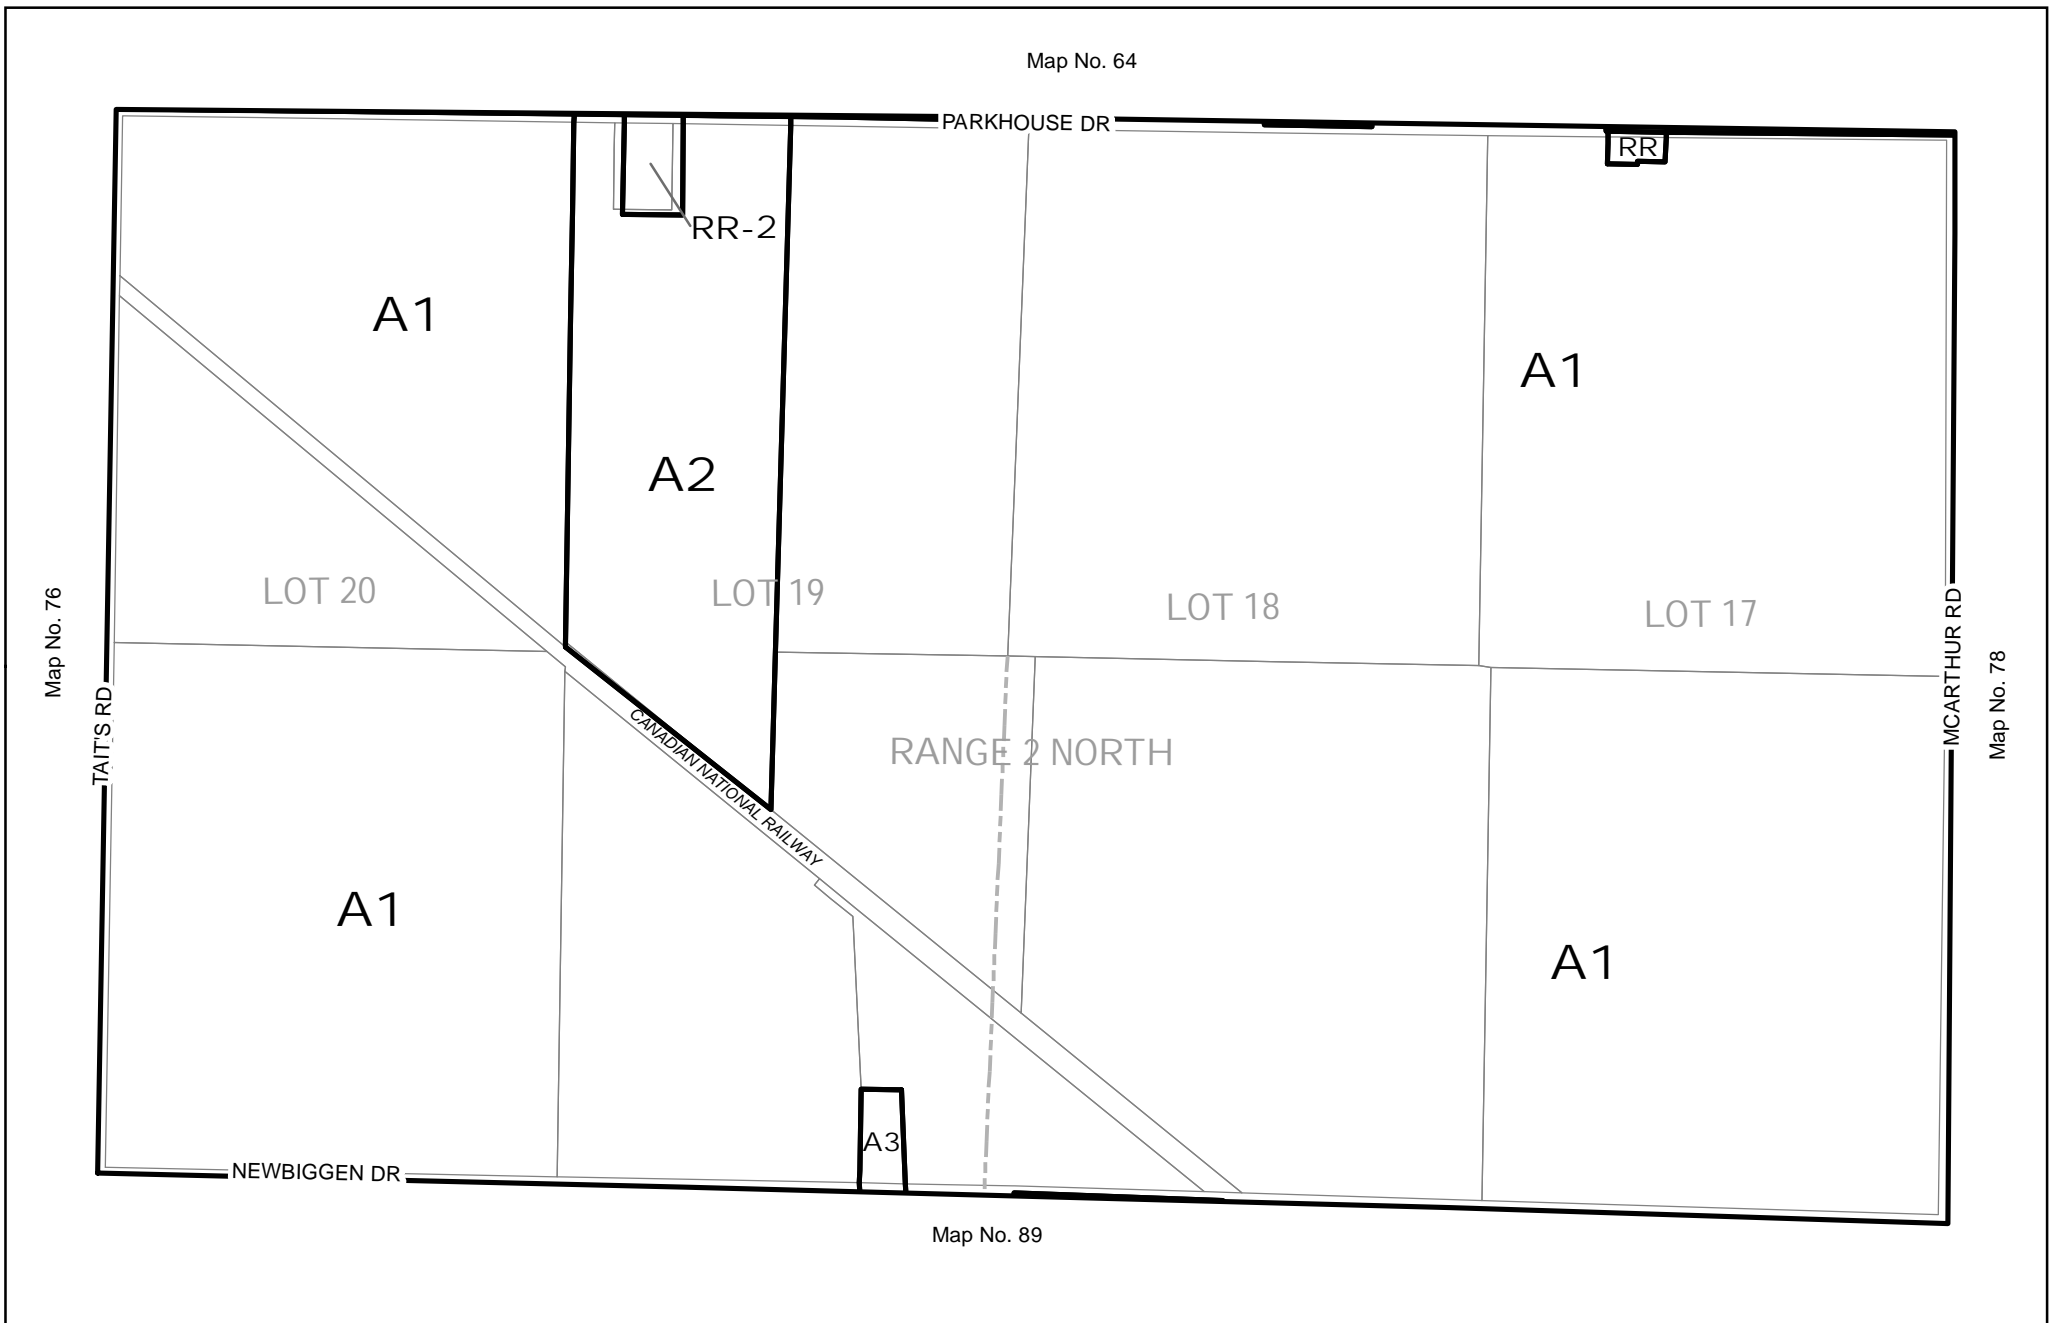 Map No. 64
PARKHOUSE DR
RR
RR-2
A1
A1
A2
LOT 20
LOT 19
LOT 18
LOT 17
Map No. 76
TAIT'S RD
MCARTHUR RD
Map No. 78
CANADIAN NATIONAL RAILWAY
RANGE 2 NORTH
A1
A1
A3
NEWBIGGEN DR
Map No. 89